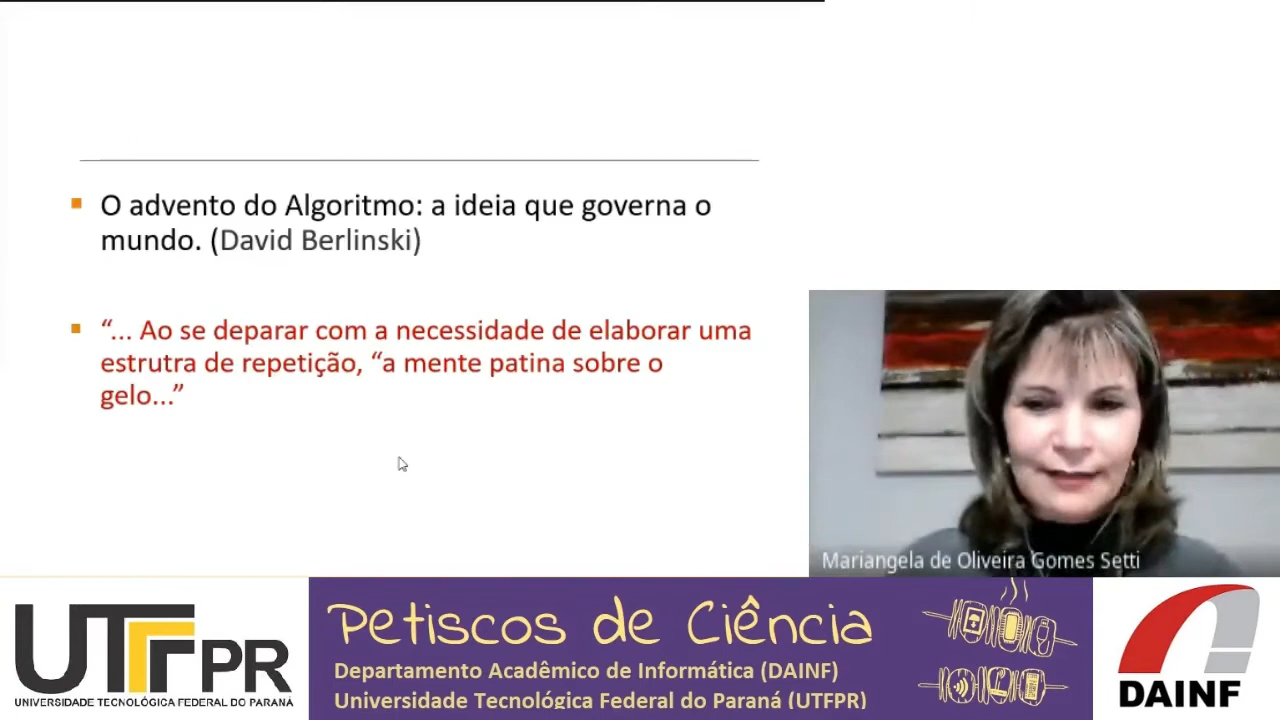 O advento do Algoritmo: a ideia que governa o
mundo. (David Berlinski)
“... Ao se deparar com a necessidade de elaborar uma
estrutra de repetição, “a mente patina sobre o
gelo...”
Mariangela de Oliveira Gomes Setti
UTFPR
UNIVERSIDADE TECNOLÓGICA FEDERAL DO PARANÁ
Petiscos de Ciência
Departamento Acadêmico de Informática (DAINF)
Universidade Tecnológica Federal do Paraná (UTFPR)
DAINF